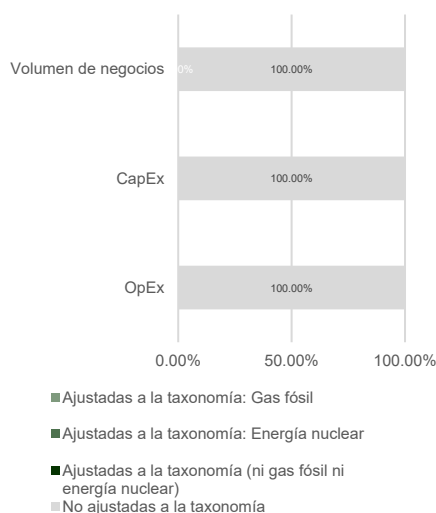 Volumen de negocios 0% 100.00%
CapEx 100.00%
OpEx 100.00%
0.00% 50.00% 100.00%
Ajustadas a la taxonomía: Gas fósil
Ajustadas a la taxonomía: Energía nuclear
Ajustadas a la taxonomía (ni gas fósil ni
energía nuclear)
No ajustadas a la taxonomía